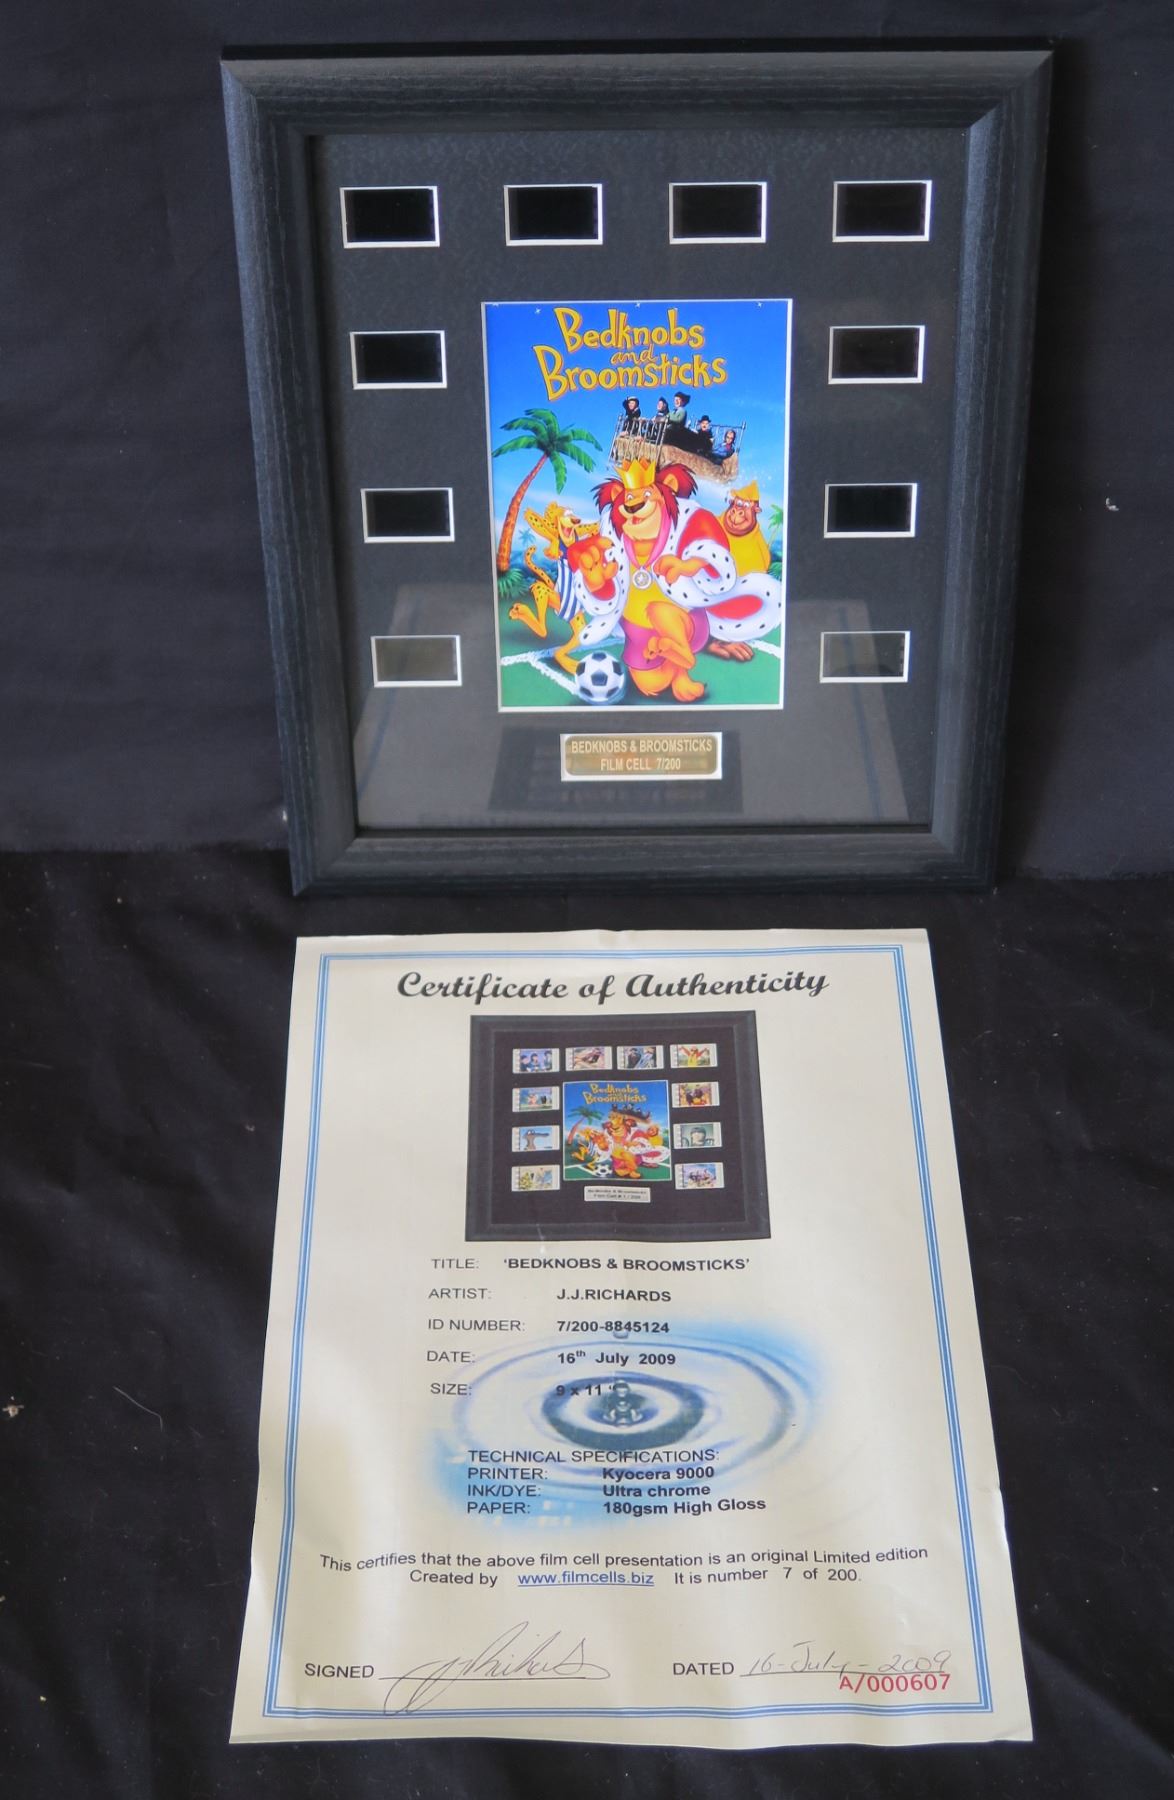 Bedknobs
and
Broomsticks
BEDKNOBS & BROOMSTICKS
FILM CELL 7/200
Certificate of Authenticity
Bedknobs
and
Broomsticks
TITLE: 'BEDKNOBS & BROOMSTICKS'
ARTIST: J.J.RICHARDS
ID NUMBER: 7/200-8845124
DATE: 16th July 2009
SIZE: 9 x 11 "
TECHNICAL SPECIFICATIONS:
PRINTER: Kyocera 9000
INK/DYE: Ultra chrome
PAPER: 180gsm High Gloss
This certifies that the above film cell presentation is an original Limited edition
Created by www.filmcells.biz It is number 7 of 200.
SIGNED DATED 16-July-2009
A/000607